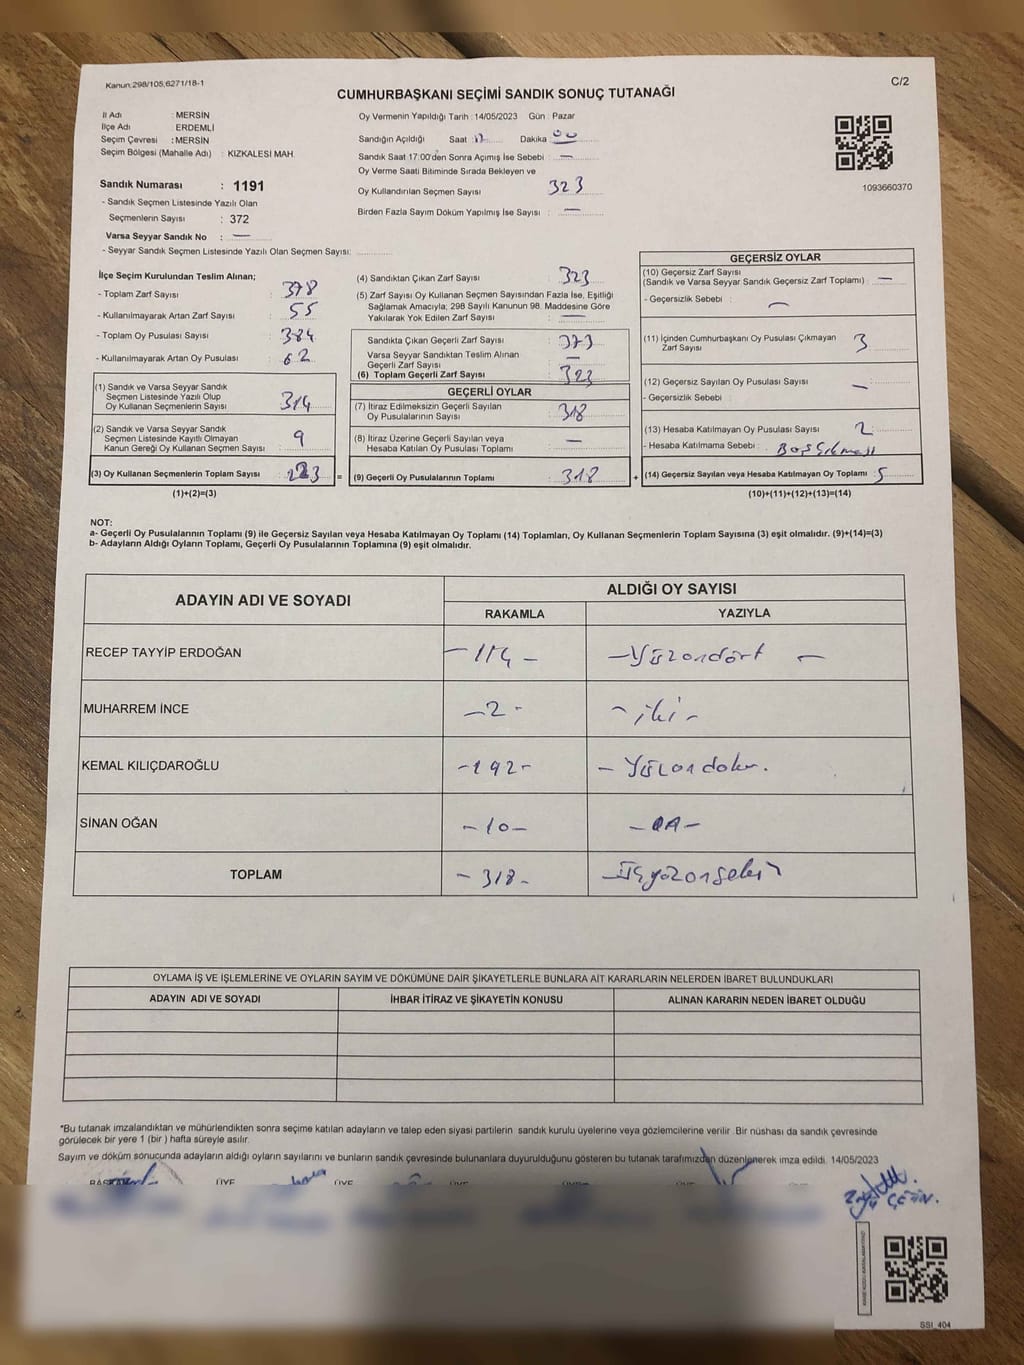 Kanun;298/105;6271/18-1
C/2
CUMHURBAŞKANI SEÇİMİ SANDIK SONUÇ TUTANAĞI
İl Adı : MERSİN
İlçe Adı : ERDEMLİ
Seçim Çevresi : MERSİN
Seçim Bölgesi (Mahalle Adı) : KIZKALESİ MAH.
Sandık Numarası : 1191
- Sandık Seçmen Listesinde Yazılı Olan
Seçmenlerin Sayısı : 372
Varsa Seyyar Sandık No : —
- Seyyar Sandık Seçmen Listesinde Yazılı Olan Seçmen Sayısı:
Oy Vermenin Yapıldığı Tarih : 14/05/2023 Gün : Pazar
Sandığın Açıldığı Saat : 17 Dakika : 00
Sandık Saat 17:00'den Sonra Açımış İse Sebebi : —
Oy Verme Saati Bitiminde Sırada Bekleyen ve
Oy Kullandırılan Seçmen Sayısı 323
Birden Fazla Sayım Döküm Yapılmış İse Sayısı : —
1093660370
İlçe Seçim Kurulundan Teslim Alınan;
- Toplam Zarf Sayısı : 378
- Kullanılmayarak Artan Zarf Sayısı : 55
- Toplam Oy Pusulası Sayısı : 384
- Kullanılmayarak Artan Oy Pusulası : 62
(1) Sandık ve Varsa Seyyar Sandık
Seçmen Listesinde Yazılı Olup
Oy Kullanan Seçmenlerin Sayısı 314
(2) Sandık ve Varsa Seyyar Sandık
Seçmen Listesinde Kayıtlı Olmayan
Kanun Gereği Oy Kullanan Seçmen Sayısı : 9
(3) Oy Kullanan Seçmenlerin Toplam Sayısı : 323 =
(1)+(2)=(3)
(4) Sandıktan Çıkan Zarf Sayısı 323
(5) Zarf Sayısı Oy Kullanan Seçmen Sayısından Fazla İse, Eşitliği
Sağlamak Amacıyla; 298 Sayılı Kanunun 98. Maddesine Göre
Yakılarak Yok Edilen Zarf Sayısı : —
Sandıkta Çıkan Geçerli Zarf Sayısı : 323
Varsa Seyyar Sandıktan Teslim Alınan
Geçerli Zarf Sayısı —
(6) Toplam Geçerli Zarf Sayısı : 323
GEÇERLİ OYLAR
(7) İtiraz Edilmeksizin Geçerli Sayılan
Oy Pusulalarının Sayısı : 318
(8) İtiraz Üzerine Geçerli Sayılan veya
Hesaba Katılan Oy Pusulası Toplamı : —
(9) Geçerli Oy Pusulalarının Toplamı : 318 +
GEÇERSİZ OYLAR
(10) Geçersiz Zarf Sayısı
(Sandık ve Varsa Seyyar Sandık Geçersiz Zarf Toplamı) : —
- Geçersizlik Sebebi : —
(11) İçinden Cumhurbaşkanı Oy Pusulası Çıkmayan
Zarf Sayısı 3
(12) Geçersiz Sayılan Oy Pusulası Sayısı : —
- Geçersizlik Sebebi :
(13) Hesaba Katılmayan Oy Pusulası Sayısı : 2
- Hesaba Katılmama Sebebi : Boş Çıkması
(14) Geçersiz Sayılan veya Hesaba Katılmayan Oy Toplamı : 5
(10)+(11)+(12)+(13)=(14)
NOT:
a- Geçerli Oy Pusulalarının Toplamı (9) ile Geçersiz Sayılan veya Hesaba Katılmayan Oy Toplamı (14) Toplamları, Oy Kullanan Seçmenlerin Toplam Sayısına (3) eşit olmalıdır. (9)+(14)=(3)
b- Adayların Aldığı Oyların Toplamı, Geçerli Oy Pusulalarının Toplamına (9) eşit olmalıdır.
ADAYIN ADI VE SOYADI ALDIĞI OY SAYISI
RAKAMLA YAZIYLA
RECEP TAYYİP ERDOĞAN -114- -Yüzondört-
MUHARREM İNCE -2- -iki-
KEMAL KILIÇDAROĞLU -192- -Yüzondoku.
SİNAN OĞAN -10- -on-
TOPLAM -318- -Üçyüzonsekiz
OYLAMA İŞ VE İŞLEMLERİNE VE OYLARIN SAYIM VE DÖKÜMÜNE DAİR ŞİKAYETLERLE BUNLARA AİT KARARLARIN NELERDEN İBARET BULUNDUKLARI
ADAYIN ADI VE SOYADI İHBAR İTİRAZ VE ŞİKAYETİN KONUSU ALINAN KARARIN NEDEN İBARET OLDUĞU
*Bu tutanak imzalandıktan ve mühürlendikten sonra seçime katılan adayların ve talep eden siyasi partilerin sandık kurulu üyelerine veya gözlemcilerine verilir. Bir nüshası da sandık çevresinde
görülecek bir yere 1 (bir) hafta süreyle asılır.
Sayım ve döküm sonucunda adayların aldığı oyların sayılarını ve bunların sandık çevresinde bulunanlara duyurulduğunu gösteren bu tutanak tarafımızdan düzenlenerek imza edildi. 14/05/2023
BAŞKAN ÜYE ÜYE ÜYE ÜYE ÜYE
ÇETİN.
SSI_404